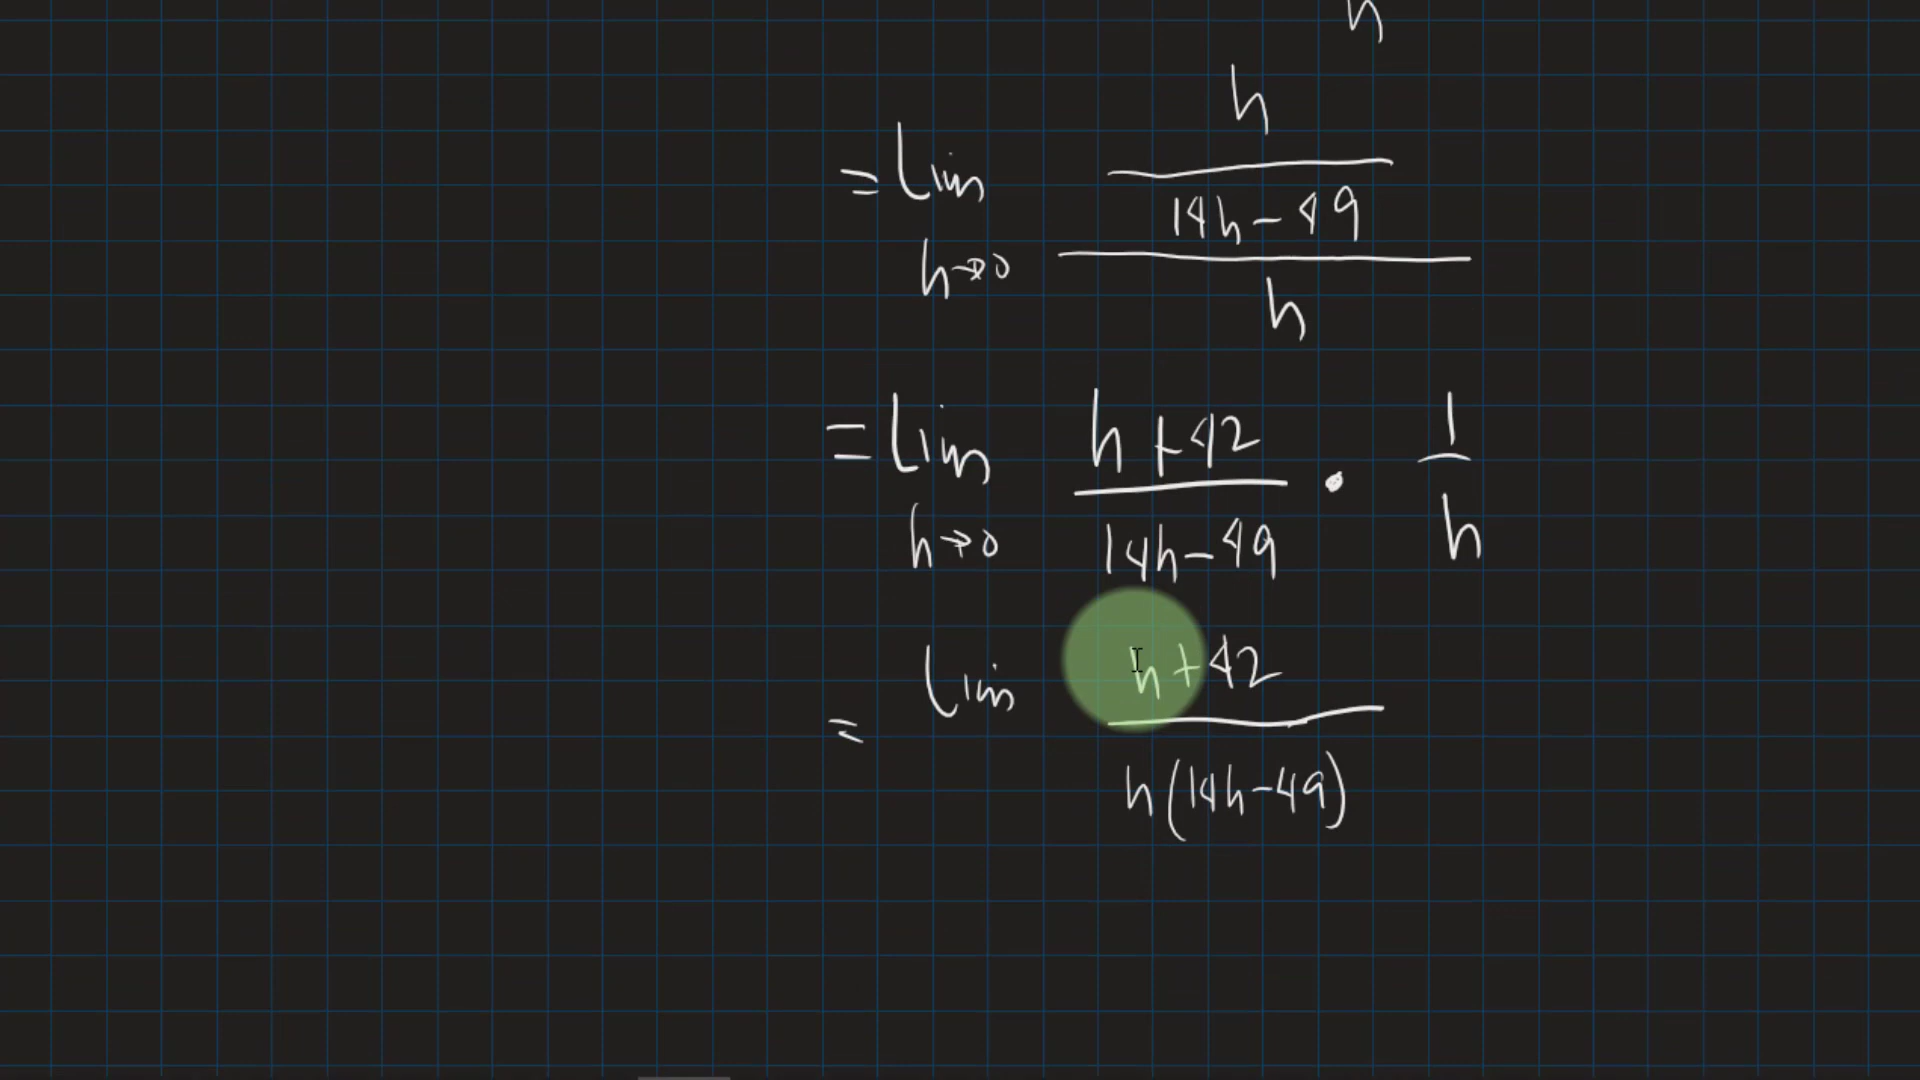 h
h
= Lim
14h - 49
h→0
h
= Lim h + 42 · 1
h→0 14h - 49 h
Lim h + 42
=
h(14h - 49)